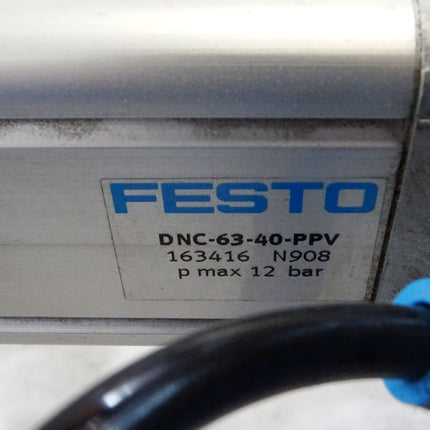 FESTO
DNC-63-40-PPV
163416 N908
p max 12 bar